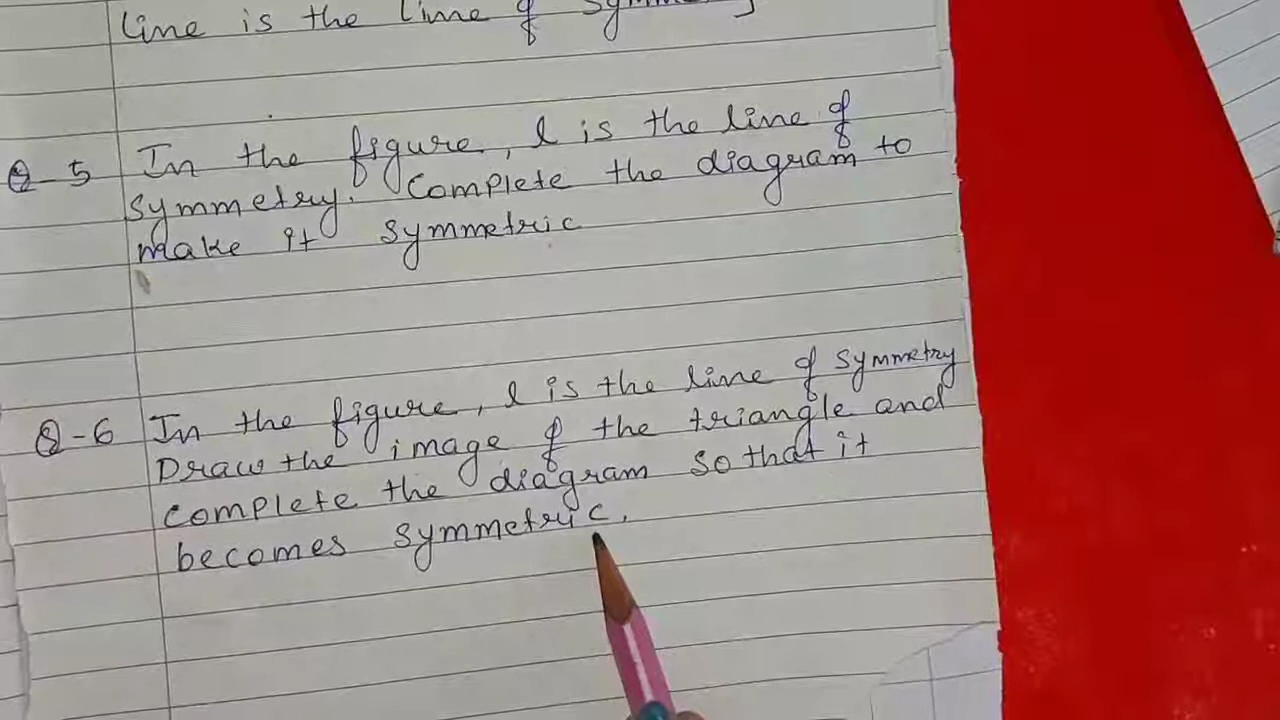 line is the line of symmetry
Q 5 In the figure, l is the line of
symmetry. Complete the diagram to
make it symmetric
Q-6 In the figure, l is the line of symmetry
Draw the image of the triangle and
complete the diagram so that it
becomes symmetric.